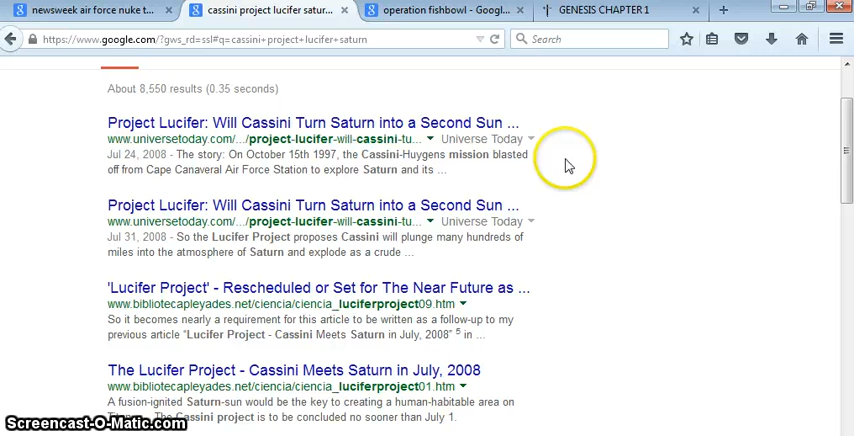 newsweek air force nuke t... × cassini project lucifer satur... × operation fishbowl - Googl... × GENESIS CHAPTER 1 × +
https://www.google.com/?gws_rd=ssl#q=cassini+project+lucifer+saturn Search
About 8,550 results (0.35 seconds)
Project Lucifer: Will Cassini Turn Saturn into a Second Sun ...
www.universetoday.com/.../project-lucifer-will-cassini-tu... Universe Today
Jul 24, 2008 - The story: On October 15th 1997, the Cassini-Huygens mission blasted
off from Cape Canaveral Air Force Station to explore Saturn and its ...
Project Lucifer: Will Cassini Turn Saturn into a Second Sun ...
www.universetoday.com/.../project-lucifer-will-cassini-tu... Universe Today
Jul 31, 2008 - So the Lucifer Project proposes Cassini will plunge many hundreds of
miles into the atmosphere of Saturn and explode as a crude ...
'Lucifer Project' - Rescheduled or Set for The Near Future as ...
www.bibliotecapleyades.net/ciencia/ciencia_luciferproject09.htm
So it becomes nearly a requirement for this article to be written as a follow-up to my
previous article "Lucifer Project - Cassini Meets Saturn in July, 2008" 5 in ...
The Lucifer Project - Cassini Meets Saturn in July, 2008
www.bibliotecapleyades.net/ciencia/ciencia_luciferproject01.htm
A fusion-ignited Saturn-sun would be the key to creating a human-habitable area on
The Cassini project is to be concluded no sooner than July 1.
Screencast-O-Matic.com